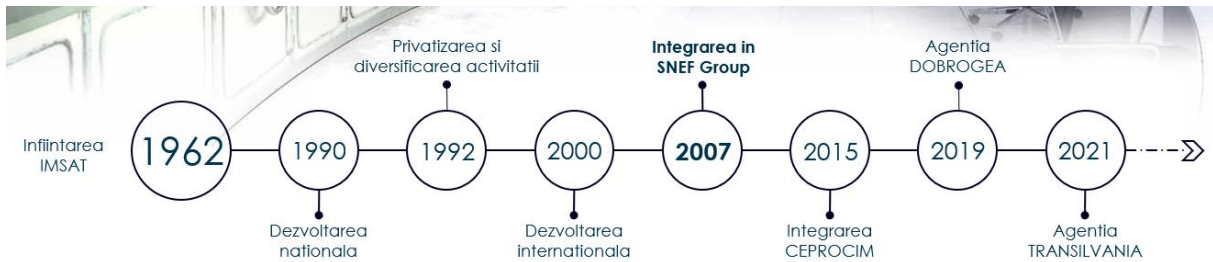 Infiintarea
IMSAT
1962
1990
Dezvoltarea
nationala
Privatizarea si
diversificarea activitatii
1992
2000
Dezvoltarea
internationala
Integrarea in
SNEF Group
2007
2015
Integrarea
CEPROCIM
Agentia
DOBROGEA
2019
2021
Agentia
TRANSILVANIA